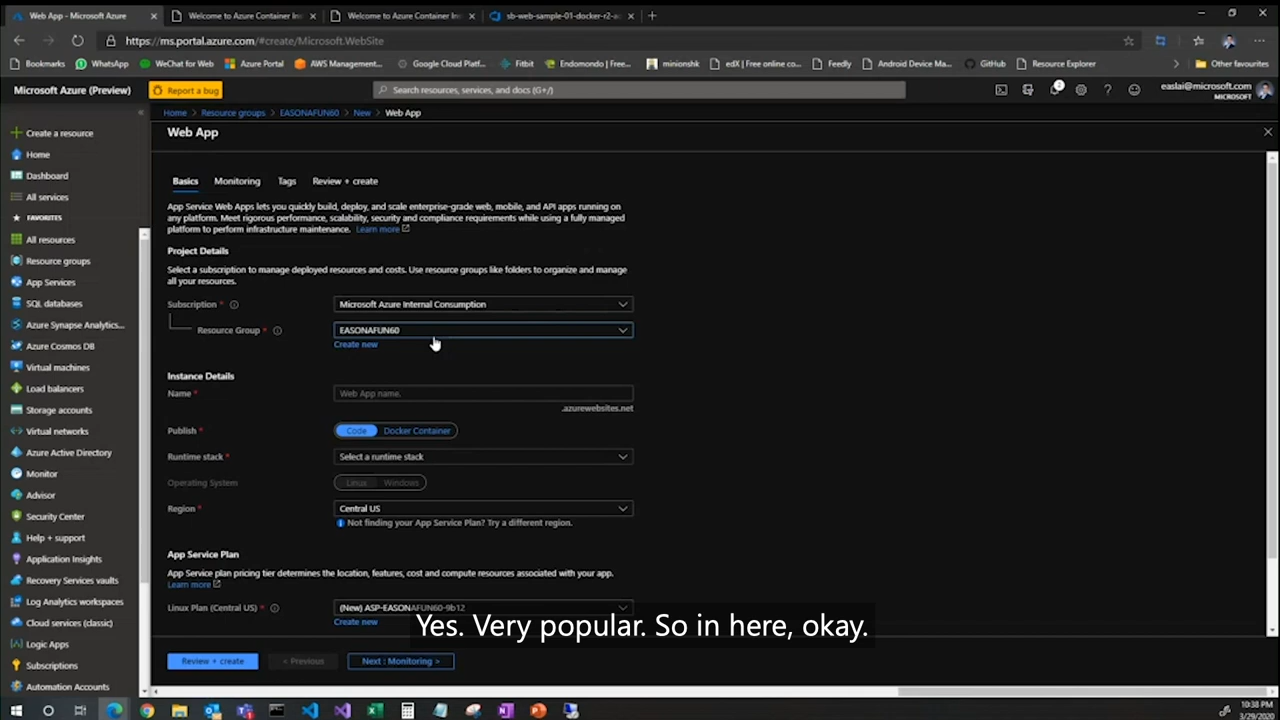 Web App - Microsoft Azure
Welcome to Azure Container In
Welcome to Azure Container In
sb-web-sample-01-docker-r2-a
https://ms.portal.azure.com/#create/Microsoft.WebSite
Bookmarks
WhatsApp
WeChat for Web
Azure Portal
AWS Management...
Google Cloud Platf...
Fitbit
Endomondo | Free...
minionshk
edX | Free online co...
Feedly
Android Device Ma...
GitHub
Resource Explorer
Other favourites
Microsoft Azure (Preview)
Report a bug
Search resources, services, and docs (G+/)
1
easlai@microsoft.com
MICROSOFT
Home > Resource groups > EASONAFUN60 > New > Web App
Web App
Create a resource
Home
Dashboard
All services
FAVORITES
All resources
Resource groups
App Services
SQL databases
Azure Synapse Analytics...
Azure Cosmos DB
Virtual machines
Load balancers
Storage accounts
Virtual networks
Azure Active Directory
Monitor
Advisor
Security Center
Help + support
Application Insights
Recovery Services vaults
Log Analytics workspaces
Cloud services (classic)
Logic Apps
Subscriptions
Automation Accounts
Basics Monitoring Tags Review + create
App Service Web Apps lets you quickly build, deploy, and scale enterprise-grade web, mobile, and API apps running on
any platform. Meet rigorous performance, scalability, security and compliance requirements while using a fully managed
platform to perform infrastructure maintenance. Learn more
Project Details
Select a subscription to manage deployed resources and costs. Use resource groups like folders to organize and manage
all your resources.
Subscription * Microsoft Azure Internal Consumption
Resource Group * EASONAFUN60
Create new
Instance Details
Name * Web App name.
.azurewebsites.net
Publish * Code Docker Container
Runtime stack * Select a runtime stack
Operating System Linux Windows
Region * Central US
Not finding your App Service Plan? Try a different region.
App Service Plan
App Service plan pricing tier determines the location, features, cost and compute resources associated with your app.
Learn more
Linux Plan (Central US) * (New) ASP-EASONAFUN60-9b12
Create new
Yes. Very popular. So in here, okay.
Review + create < Previous Next : Monitoring >
10:38 PM
3/29/2020